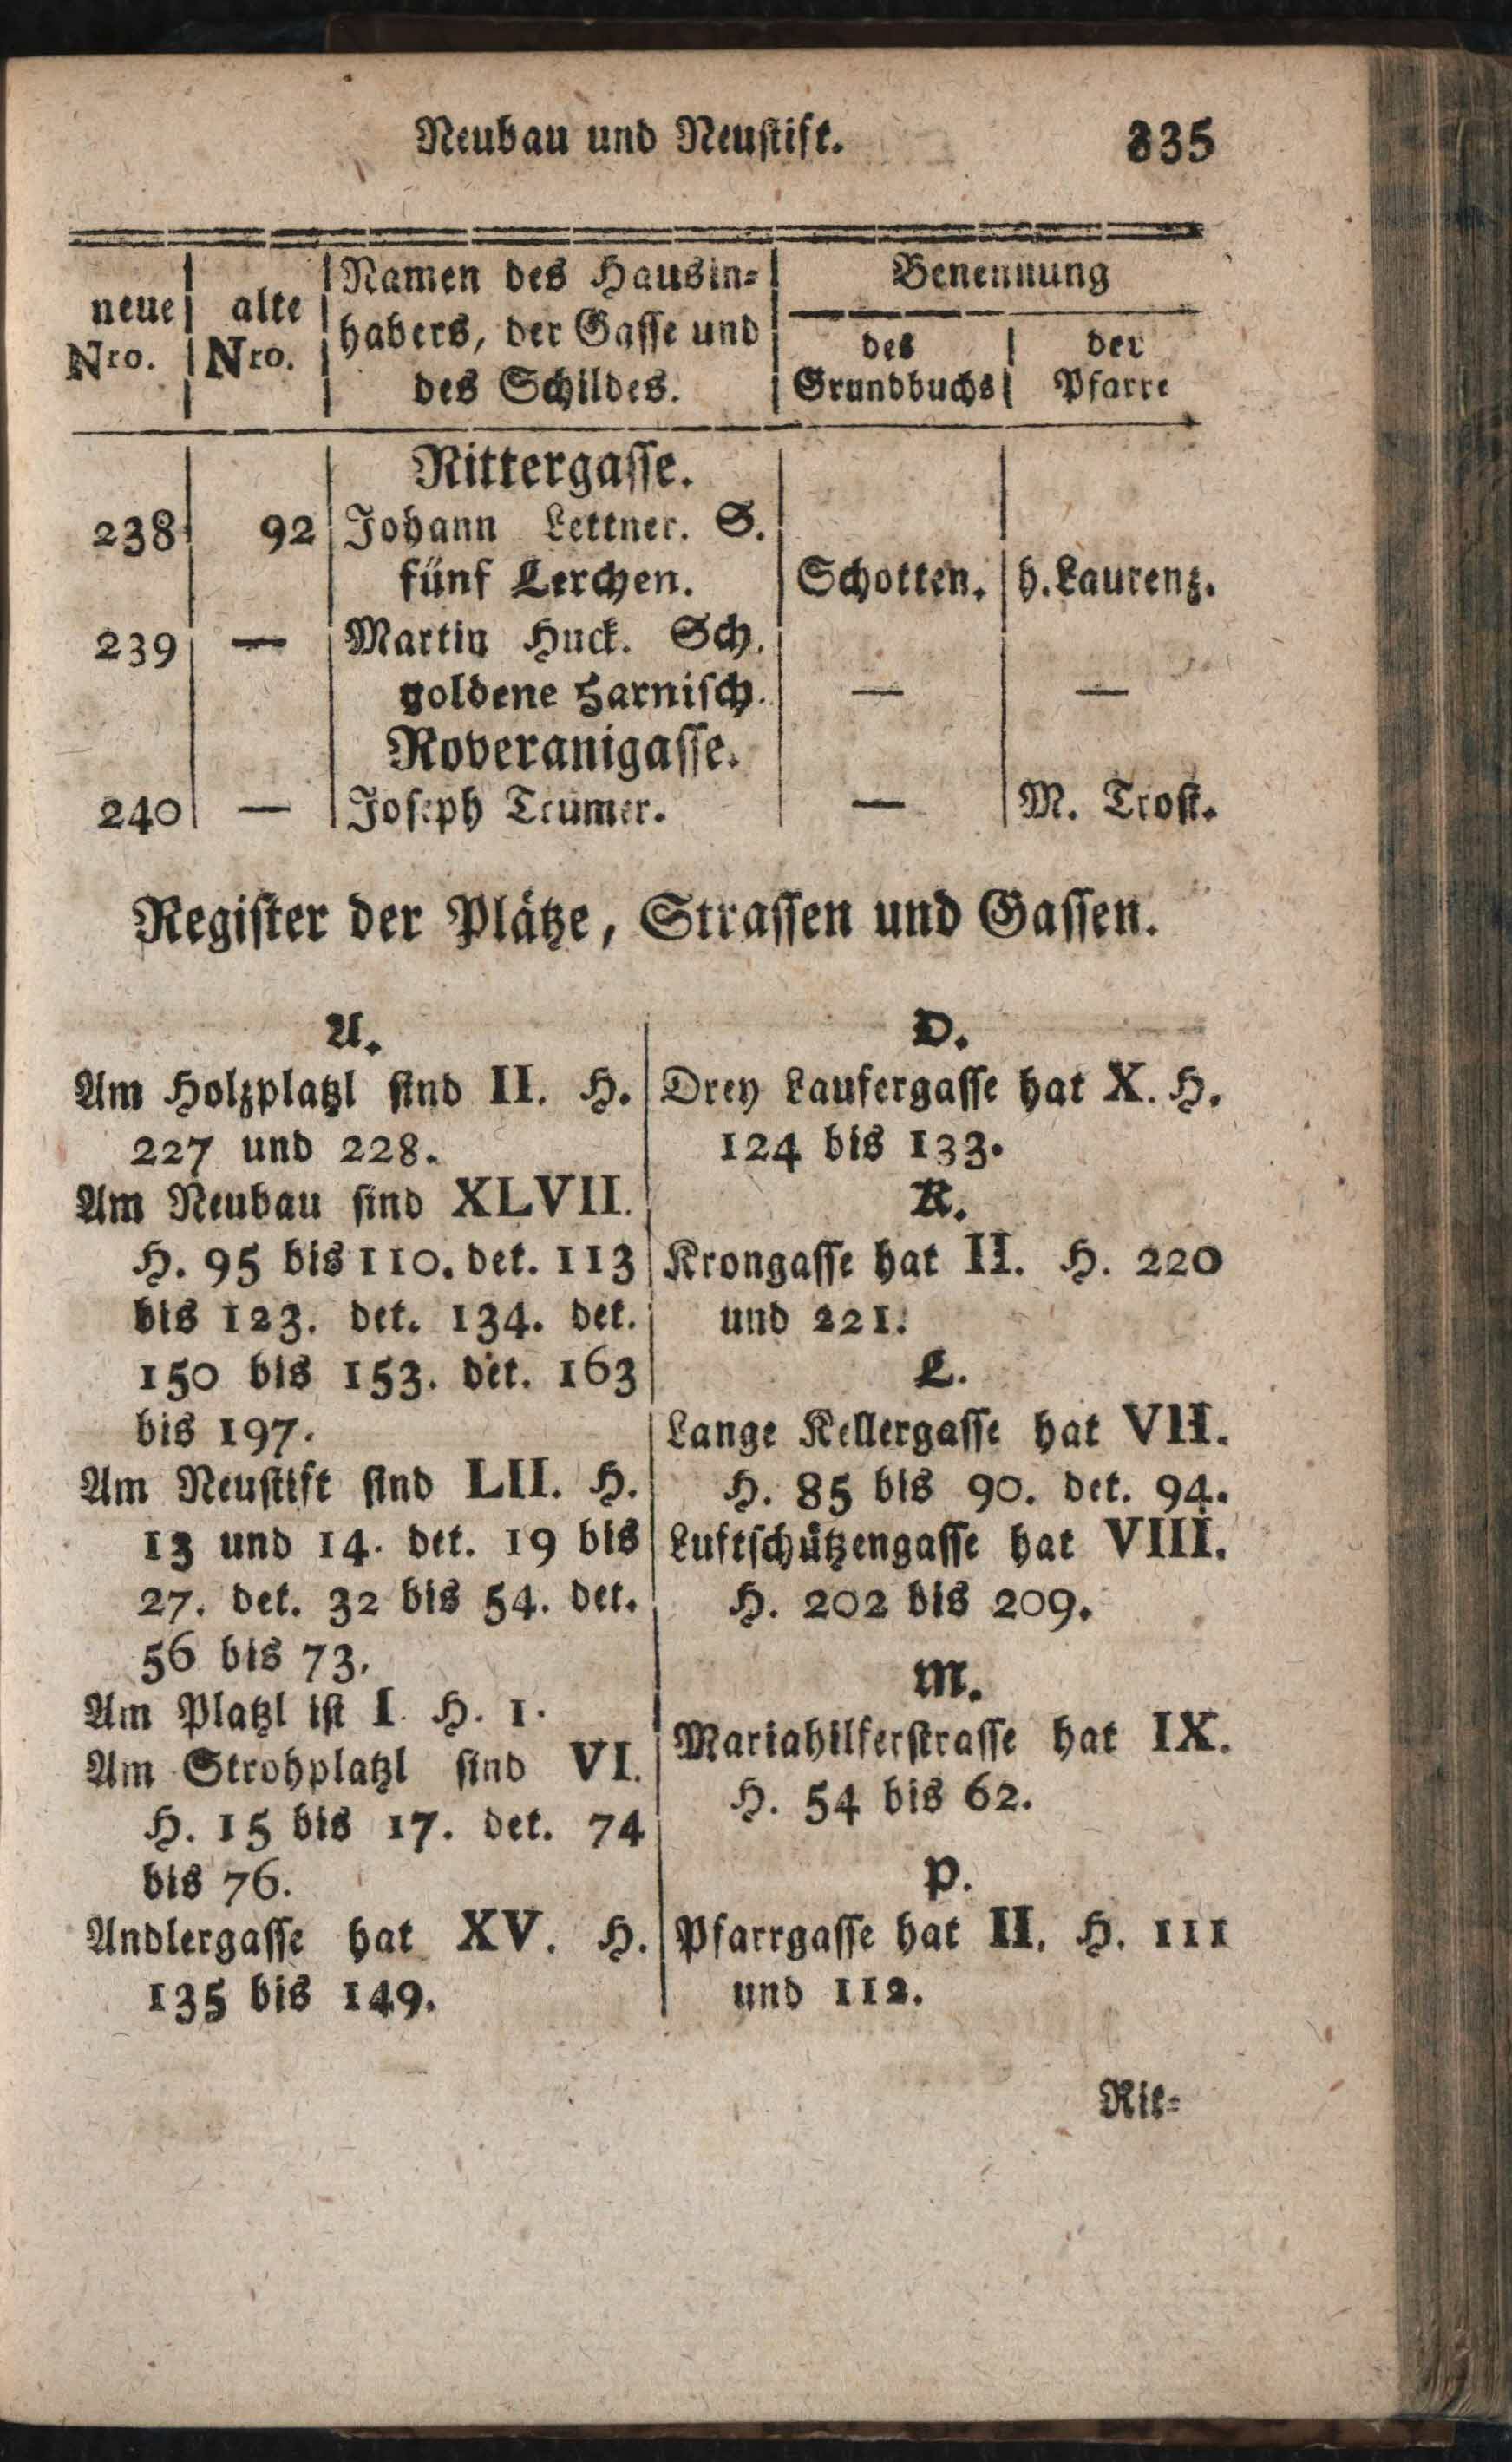 Neubau und Neustift. 335
neue Nro.
alte Nro.
Namen des Hausin-
habers, der Gasse und
des Schildes.
Benennung
des Grundbuchs
der Pfarre
Rittergasse.
238 92 Johann Lettner. S.
fünf Lerchen. Schotten. h. Laurenz.
239 — Martin Huck. Sch.
goldene Harnisch. — —
Roveranigasse.
240 — Joseph Trumer. — M. Trost.
Register der Plätze, Strassen und Gassen.
A.
Am Holzplatzl sind II. H.
227 und 228.
Am Neubau sind XLVII.
H. 95 bis 110. det. 113
bis 123. det. 134. det.
150 bis 153. det. 163
bis 197.
Am Neustift sind LII. H.
13 und 14. det. 19 bis
27. det. 32 bis 54. det.
56 bis 73.
Am Platzl ist I. H. 1.
Am Strohplatzl sind VI.
H. 15 bis 17. det. 74
bis 76.
Andlergasse hat XV. H.
135 bis 149.
D.
Drey Laufergasse hat X. H.
124 bis 133.
K.
Krongasse hat II. H. 220
und 221.
L.
Lange Kellergasse hat VII.
H. 85 bis 90. det. 94.
Luftschützengasse hat VIII.
H. 202 bis 209.
M.
Mariahilferstrasse hat IX.
H. 54 bis 62.
P.
Pfarrgasse hat II. H. 111
und 112.
Rit-